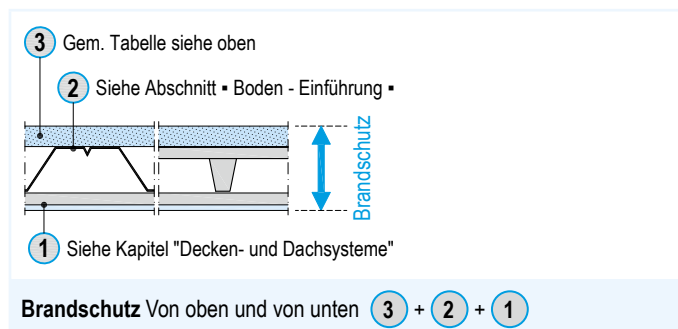 3 Gem. Tabelle siehe oben
2 Siehe Abschnitt ▪ Boden - Einführung ▪
Brandschutz
1 Siehe Kapitel "Decken- und Dachsysteme"
Brandschutz Von oben und von unten 3 + 2 + 1